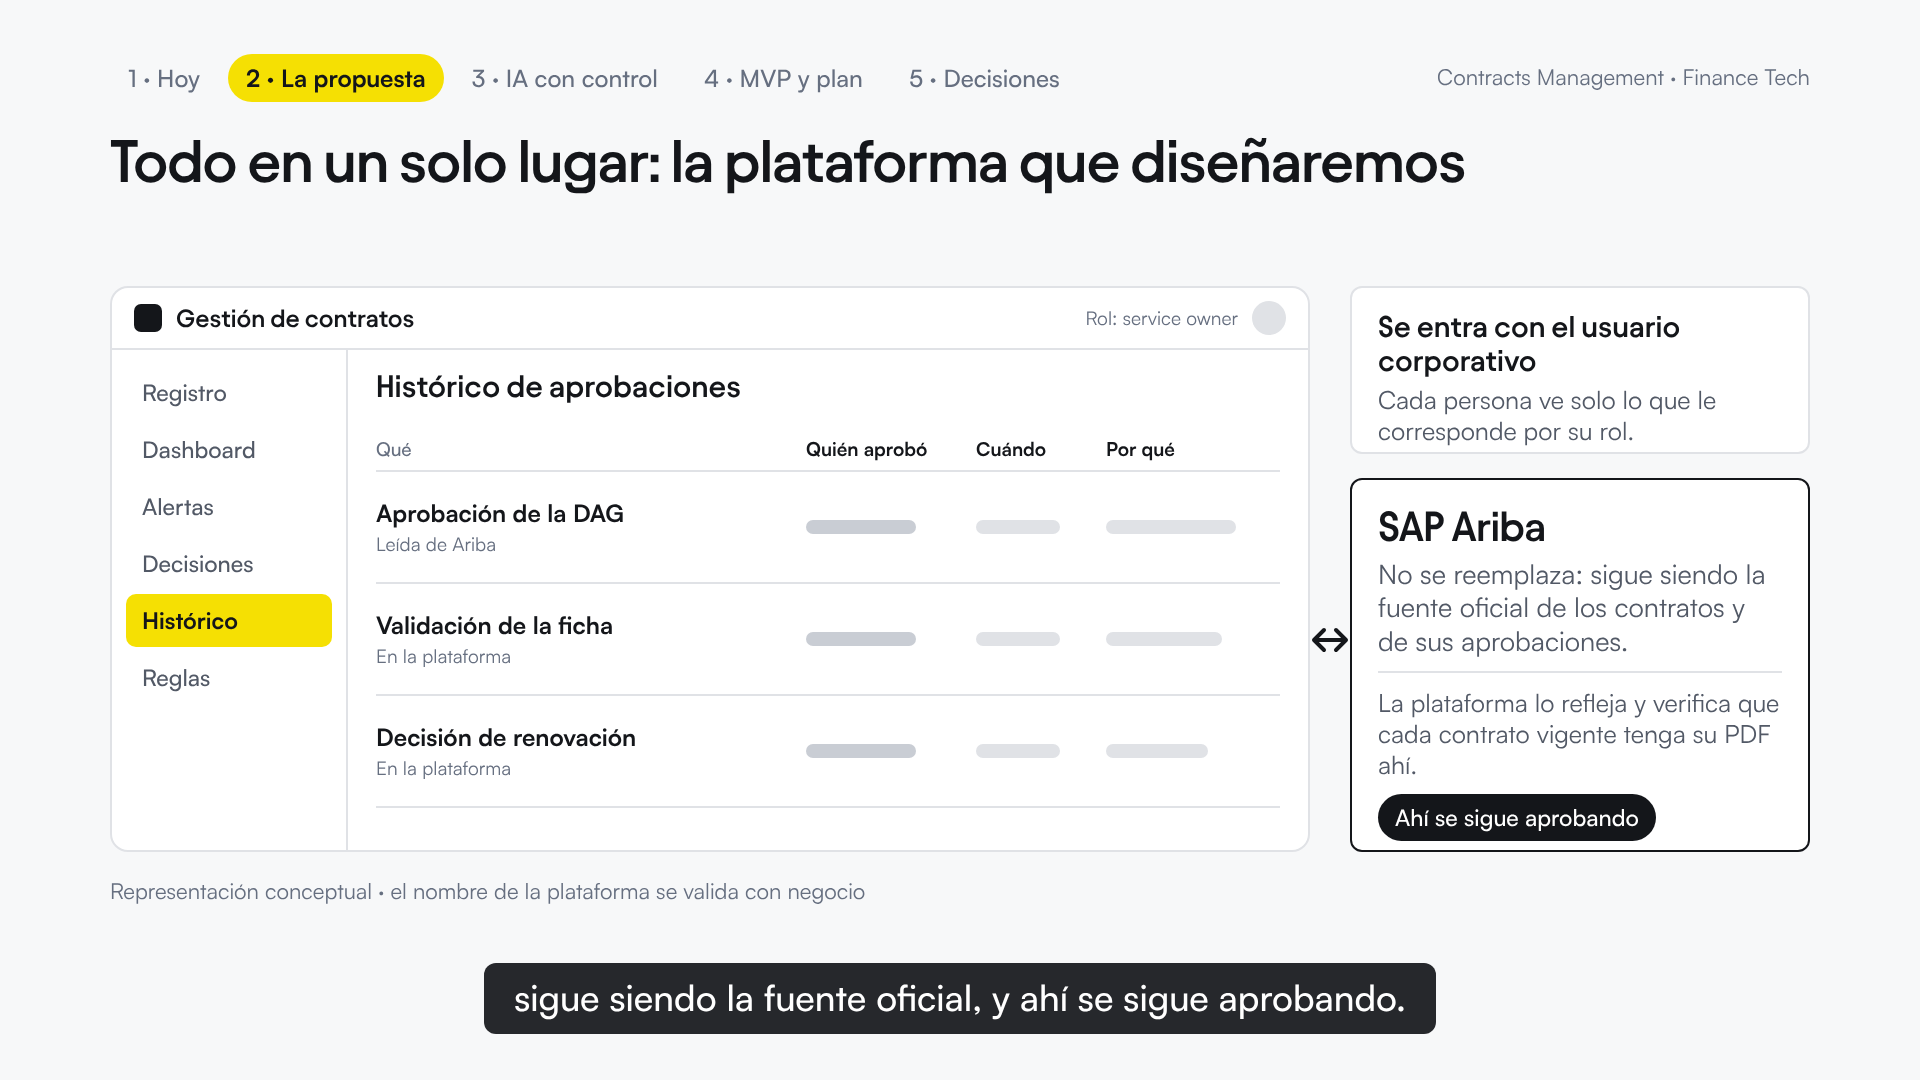 1 · Hoy
2 · La propuesta
3 · IA con control
4 · MVP y plan
5 · Decisiones
Contracts Management · Finance Tech
Todo en un solo lugar: la plataforma que diseñaremos
Gestión de contratos
Rol: service owner
Registro
Dashboard
Alertas
Decisiones
Histórico
Reglas
Histórico de aprobaciones
Qué
Quién aprobó
Cuándo
Por qué
Aprobación de la DAG
Leída de Ariba
Validación de la ficha
En la plataforma
Decisión de renovación
En la plataforma
Se entra con el usuario
corporativo
Cada persona ve solo lo que le
corresponde por su rol.
SAP Ariba
No se reemplaza: sigue siendo la
fuente oficial de los contratos y
de sus aprobaciones.
La plataforma lo refleja y verifica que
cada contrato vigente tenga su PDF
ahí.
Ahí se sigue aprobando
Representación conceptual · el nombre de la plataforma se valida con negocio
sigue siendo la fuente oficial, y ahí se sigue aprobando.